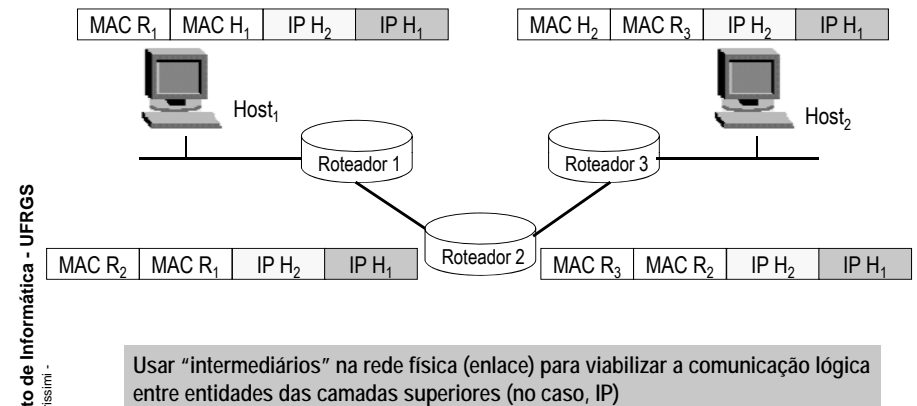 MAC R₁ MAC H₁ IP H₂ IP H₁
MAC H₂ MAC R₃ IP H₂ IP H₁
Host₁
Host₂
Roteador 1
Roteador 3
Roteador 2
MAC R₂ MAC R₁ IP H₂ IP H₁
MAC R₃ MAC R₂ IP H₂ IP H₁
Usar “intermediários” na rede física (enlace) para viabilizar a comunicação lógica
entre entidades das camadas superiores (no caso, IP)
to de Informática - UFRGS
rissimi -